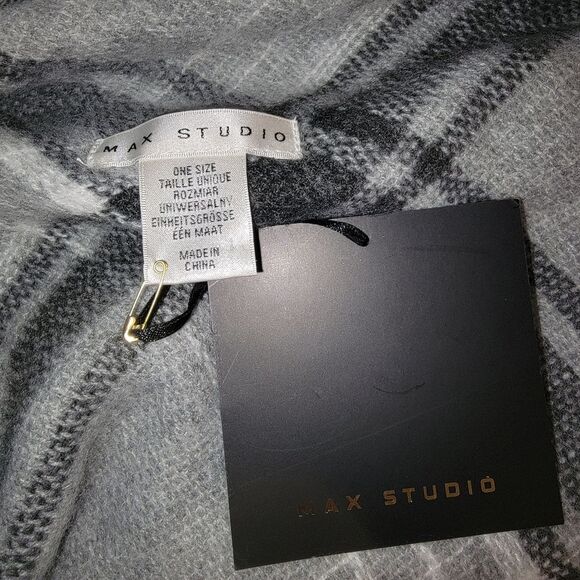 MAX STUDIO
ONE SIZE
TAILLE UNIQUE
ROZMIAR
UNIWERSALNY
EINHEITSGRÖSSE
ÉÉN MAAT
MADE IN
CHINA
MAX STUDIO